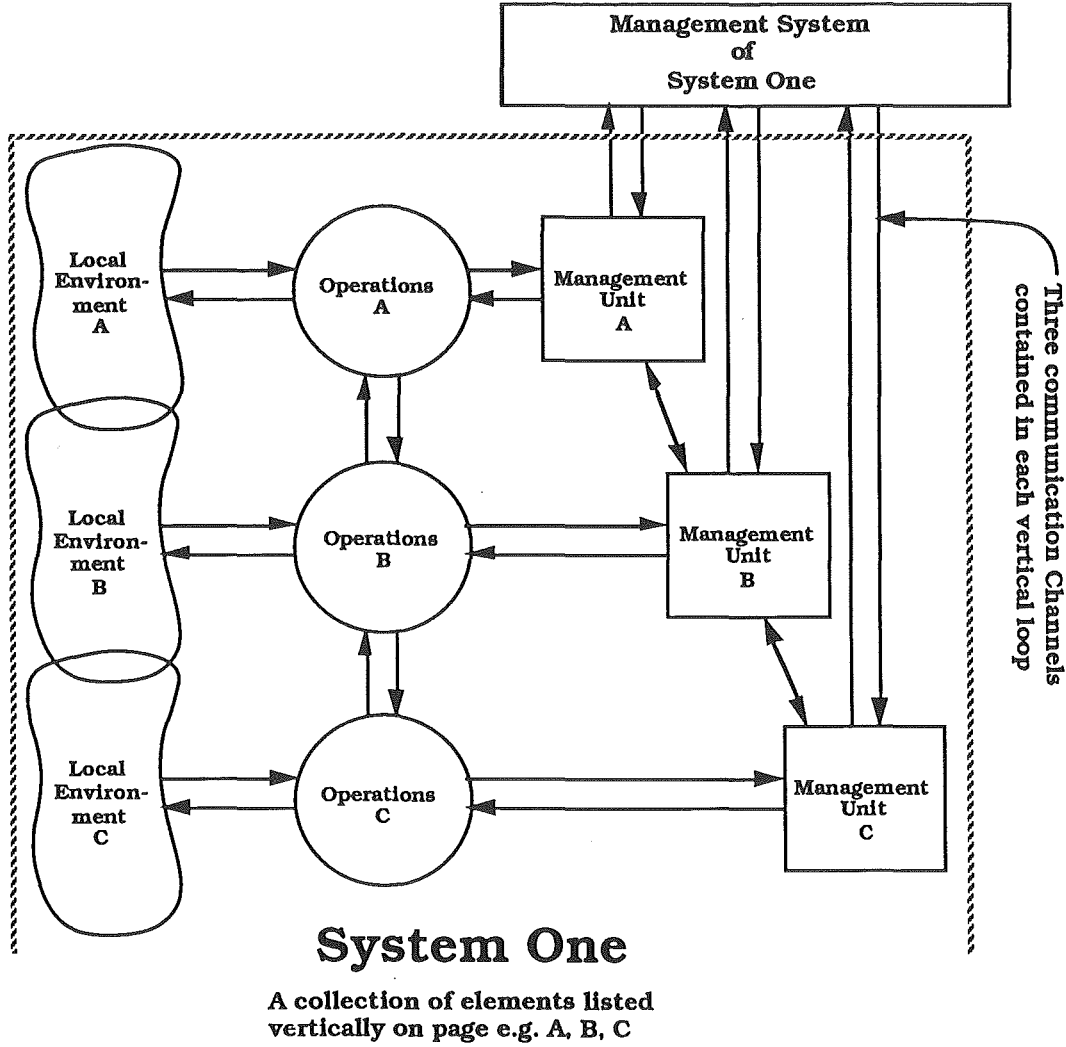 Management System
of
System One
Local
Environ-
ment
A
Operations
A
Management
Unit
A
Three communication Channels
contained in each vertical loop
Local
Environ-
ment
B
Operations
B
Management
Unit
B
Local
Environ-
ment
C
Operations
C
Management
Unit
C
System One
A collection of elements listed
vertically on page e.g. A, B, C